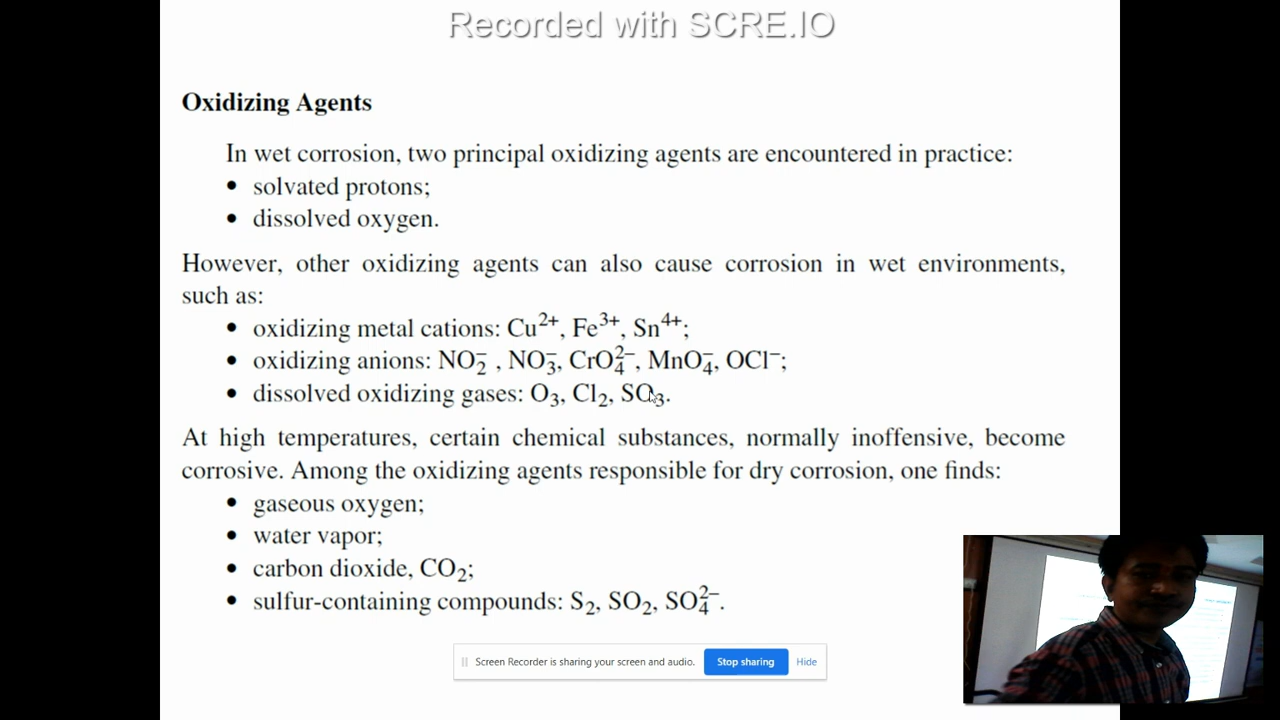 Recorded with SCRE.IO
Oxidizing Agents
In wet corrosion, two principal oxidizing agents are encountered in practice:
• solvated protons;
• dissolved oxygen.
However, other oxidizing agents can also cause corrosion in wet environments,
such as:
• oxidizing metal cations: Cu²⁺, Fe³⁺, Sn⁴⁺;
• oxidizing anions: NO₂⁻ , NO₃⁻, CrO₄²⁻, MnO₄⁻, OCl⁻;
• dissolved oxidizing gases: O₃, Cl₂, SO₃.
At high temperatures, certain chemical substances, normally inoffensive, become
corrosive. Among the oxidizing agents responsible for dry corrosion, one finds:
• gaseous oxygen;
• water vapor;
• carbon dioxide, CO₂;
• sulfur-containing compounds: S₂, SO₂, SO₄²⁻.
Screen Recorder is sharing your screen and audio. Stop sharing Hide